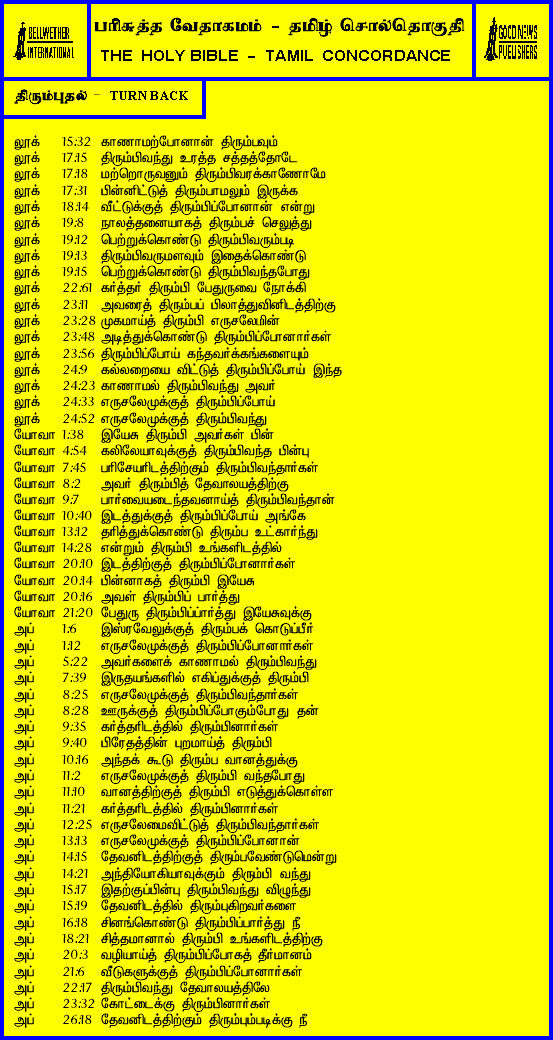 BELLWETHER
INTERNATIONAL
பரிசுத்த வேதாகமம் - தமிழ் சொல்தொகுதி
THE HOLY BIBLE - TAMIL CONCORDANCE
GOOD NEWS
PUBLISHERS
திரும்புதல் - TURN BACK
லூக் 15:32 காணாமற்போனான் திரும்பவும்
லூக் 17:15 திரும்பிவந்து உரத்த சத்தத்தோடே
லூக் 17:18 மற்றொருவனும் திரும்பிவரக்காணோமே
லூக் 17:31 பின்னிட்டுத் திரும்பாமலும் இருக்க
லூக் 18:14 வீட்டுக்குத் திரும்பிப்போனான் என்று
லூக் 19:8 நாலத்தனையாகத் திரும்பச் செலுத்து
லூக் 19:12 பெற்றுக்கொண்டு திரும்பிவரும்படி
லூக் 19:13 திரும்பிவருமளவும் இதைக்கொண்டு
லூக் 19:15 பெற்றுக்கொண்டு திரும்பிவந்தபோது
லூக் 22:61 கர்த்தர் திரும்பி பேதுருவை நோக்கி
லூக் 23:11 அவரைத் திரும்பப் பிலாத்துவினிடத்திற்கு
லூக் 23:28 முகமாய்த் திரும்பி எருசலேமின்
லூக் 23:48 அடித்துக்கொண்டு திரும்பிப்போனார்கள்
லூக் 23:56 திரும்பிப்போய் கந்தவர்க்கங்களையும்
லூக் 24:9 கல்லறையை விட்டுத் திரும்பிப்போய் இந்த
லூக் 24:23 காணாமல் திரும்பிவந்து அவர்
லூக் 24:33 எருசலேமுக்குத் திரும்பிப்போய்
லூக் 24:52 எருசலேமுக்குத் திரும்பிவந்து
யோவா 1:38 இயேசு திரும்பி அவர்கள் பின்
யோவா 4:54 கலிலேயாவுக்குத் திரும்பிவந்த பின்பு
யோவா 7:45 பரிசேயரிடத்திற்கும் திரும்பிவந்தார்கள்
யோவா 8:2 அவர் திரும்பித் தேவாலயத்திற்கு
யோவா 9:7 பார்வையடைந்தவனாய்த் திரும்பிவந்தான்
யோவா 10:40 இடத்துக்குத் திரும்பிப்போய் அங்கே
யோவா 13:12 தரித்துக்கொண்டு திரும்ப உட்கார்ந்து
யோவா 14:28 என்றும் திரும்பி உங்களிடத்தில்
யோவா 20:10 இடத்திற்குத் திரும்பிப்போனார்கள்
யோவா 20:14 பின்னாகத் திரும்பி இயேசு
யோவா 20:16 அவள் திரும்பிப் பார்த்து
யோவா 21:20 பேதுரு திரும்பிப்பார்த்து இயேசுவுக்கு
அப் 1:6 இஸ்ரவேலுக்குத் திரும்பக் கொடுப்பீர்
அப் 1:12 எருசலேமுக்குத் திரும்பிப்போனார்கள்
அப் 5:22 அவர்களைக் காணாமல் திரும்பிவந்து
அப் 7:39 இருதயங்களில் எகிப்துக்குத் திரும்பி
அப் 8:25 எருசலேமுக்குத் திரும்பிவந்தார்கள்
அப் 8:28 ஊருக்குத் திரும்பிப்போகும்போது தன்
அப் 9:35 கர்த்தரிடத்தில் திரும்பினார்கள்
அப் 9:40 பிரேதத்தின் புறமாய்த் திரும்பி
அப் 10:16 அந்தக் கூடு திரும்ப வானத்துக்கு
அப் 11:2 எருசலேமுக்குத் திரும்பி வந்தபோது
அப் 11:10 வானத்திற்குத் திரும்பி எடுத்துக்கொள்ள
அப் 11:21 கர்த்தரிடத்தில் திரும்பினார்கள்
அப் 12:25 எருசலேமைவிட்டுத் திரும்பிவந்தார்கள்
அப் 13:13 எருசலேமுக்குத் திரும்பிப்போனான்
அப் 14:15 தேவனிடத்திற்குத் திரும்பவேண்டுமென்று
அப் 14:21 அந்தியோகியாவுக்கும் திரும்பி வந்து
அப் 15:17 இதற்குப்பின்பு திரும்பிவந்து விழுந்து
அப் 15:19 தேவனிடத்தில் திரும்புகிறவர்களை
அப் 16:18 சினங்கொண்டு திரும்பிப்பார்த்து நீ
அப் 18:21 சித்தமானால் திரும்பி உங்களிடத்திற்கு
அப் 20:3 வழியாய்த் திரும்பிப்போகத் தீர்மானம்
அப் 21:6 வீடுகளுக்குத் திரும்பிப்போனார்கள்
அப் 22:17 திரும்பிவந்து தேவாலயத்திலே
அப் 23:32 கோட்டைக்கு திரும்பினார்கள்
அப் 26:18 தேவனிடத்திற்கும் திரும்பும்படிக்கு நீ